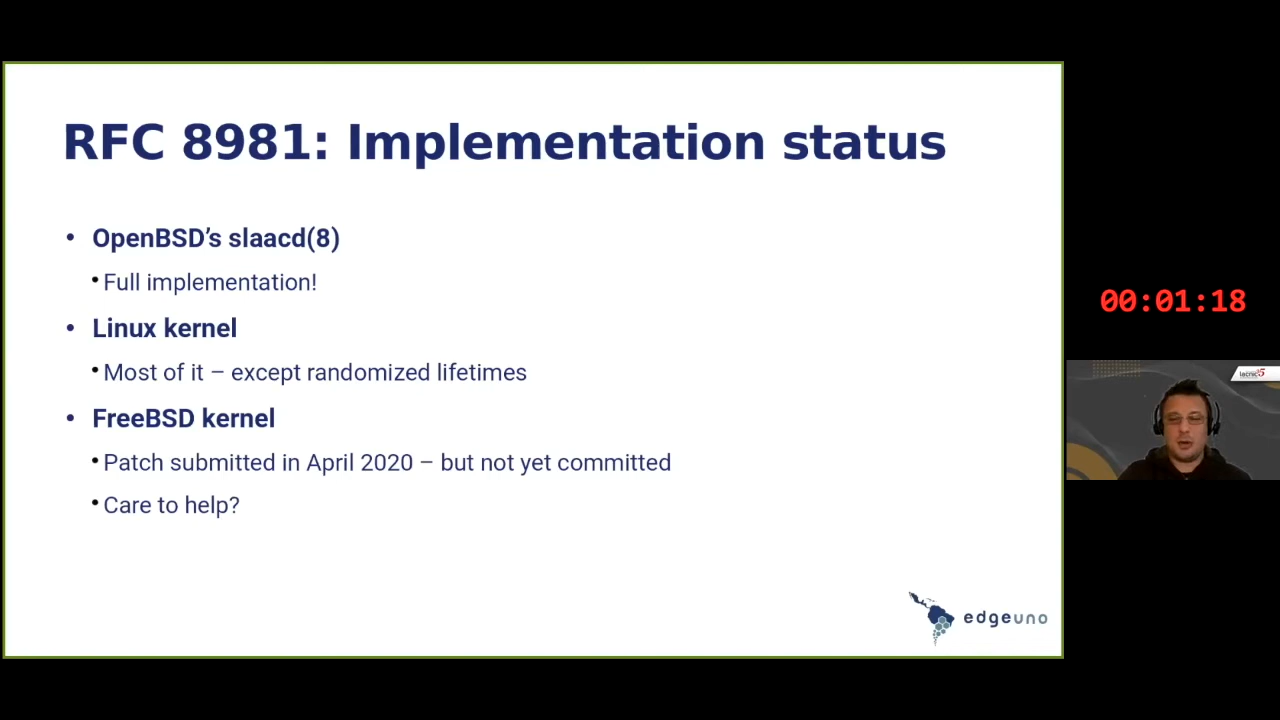 RFC 8981: Implementation status
• OpenBSD’s slaacd(8)
• Full implementation!
• Linux kernel
• Most of it – except randomized lifetimes
• FreeBSD kernel
• Patch submitted in April 2020 – but not yet committed
• Care to help?
edgeuno
00:01:18